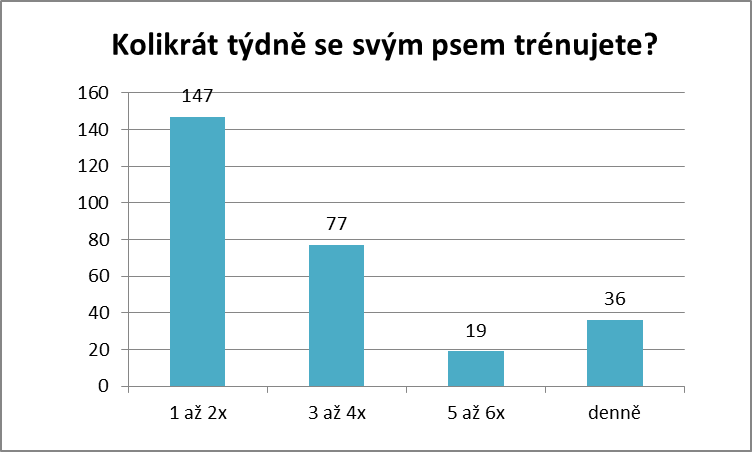 Kolikrát týdně se svým psem trénujete?
160
140
120
100
80
60
40
20
0
147
77
19
36
1 až 2x
3 až 4x
5 až 6x
denně